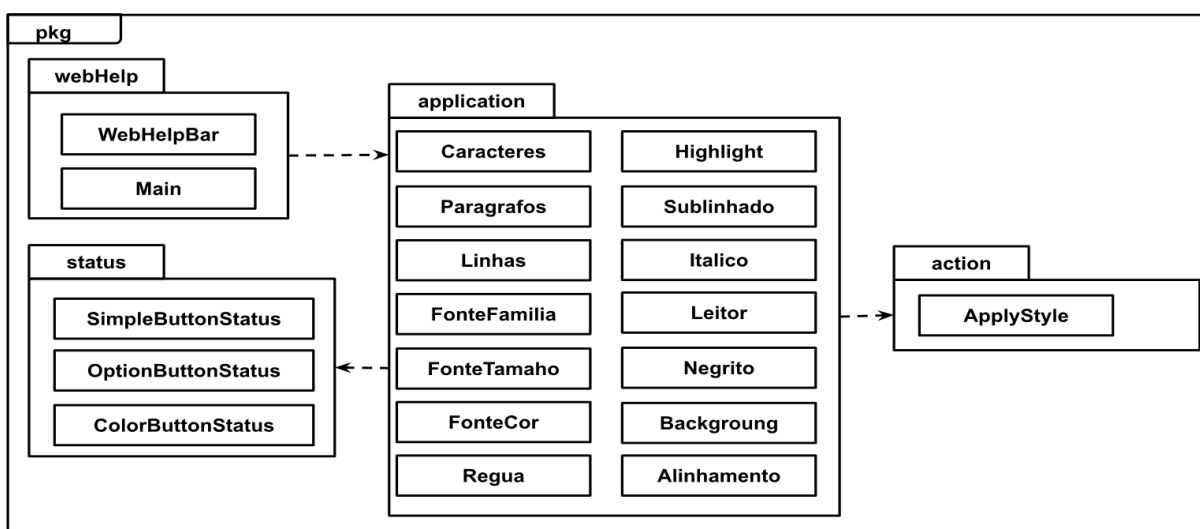 pkg
webHelp
WebHelpBar
Main
status
SimpleButtonStatus
OptionButtonStatus
ColorButtonStatus
application
Caracteres
Highlight
Paragrafos
Sublinhado
Linhas
Italico
FonteFamilia
Leitor
FonteTamaho
Negrito
FonteCor
Backgroung
Regua
Alinhamento
action
ApplyStyle